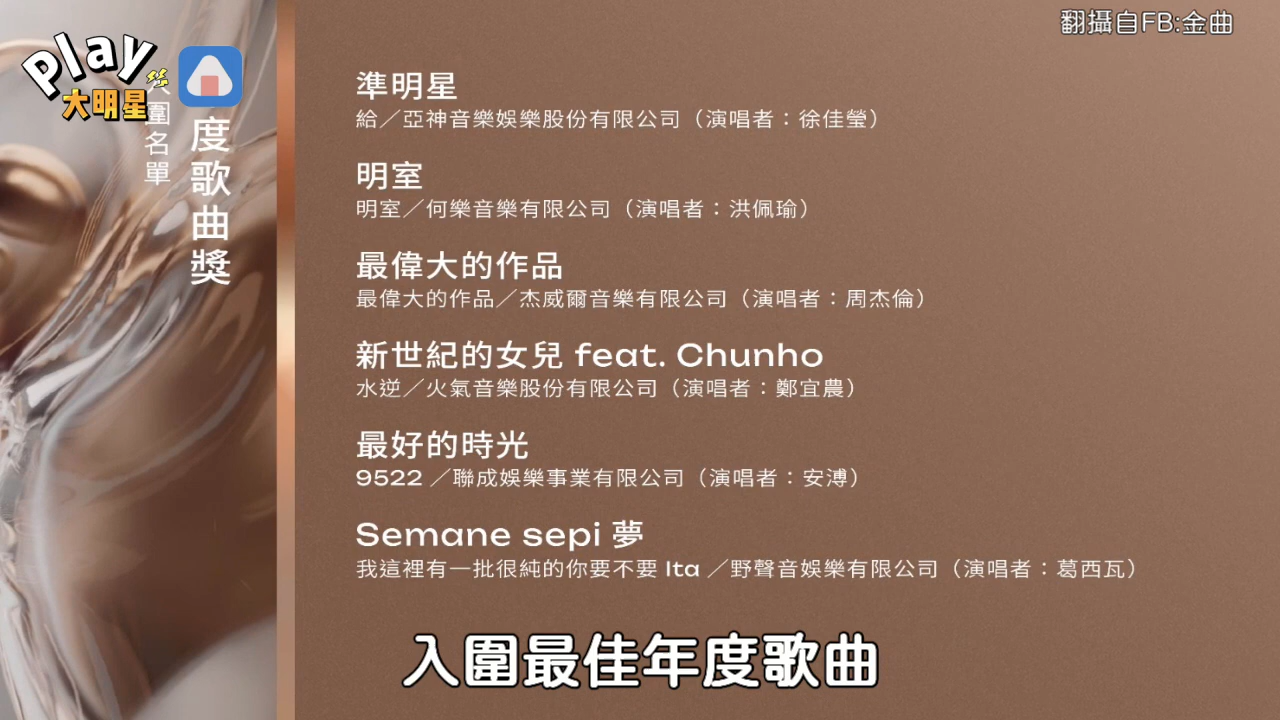 翻攝自FB:金曲
Play
大明星
度歌曲獎
入圍名單
準明星
給／亞神音樂娛樂股份有限公司（演唱者：徐佳瑩）
明室
明室／何樂音樂有限公司（演唱者：洪佩瑜）
最偉大的作品
最偉大的作品／杰威爾音樂有限公司（演唱者：周杰倫）
新世紀的女兒 feat. Chunho
水逆／火氣音樂股份有限公司（演唱者：鄭宜農）
最好的時光
9522 ／聯成娛樂事業有限公司（演唱者：安溥）
Semane sepi 夢
我這裡有一批很純的你要不要 Ita ／野聲音娛樂有限公司（演唱者：葛西瓦）
入圍最佳年度歌曲